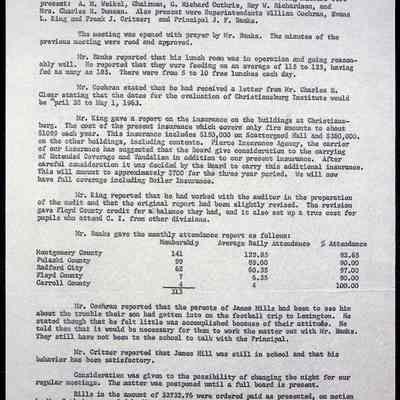 present: A. M. Weikel, Chairman, G. Richard Guthrie, Roy W. Richardson, and
Mrs. Charles H. Dunman. Also present were Superintendents William Cochran, Evans
L. King and Frank J. Critzer; and Principal J. F. Banks.
The meeting was opened with prayer by Mr. Banks. The minutes of the
previous meeting were read and approved.
Mr. Banks reported that his lunch room was in operation and going reason-
ably well. He reported that they were feeding on an average of 115 to 125, having
fed as many as 183. There were from 5 to 10 free lunches each day.
Mr. Cochran stated that he had received a letter from Mr. Charles E.
Clear stating that the dates for the evaluation of Christiansburg Institute would
be April 28 to May 1, 1963.
Mr. King gave a report on the insurance on the buildings at Christians-
burg. The cost of the present insurance which covers only fire amounts to about
$1099 each year. This insurance includes $150,000 on Scattergood Hall and $380,000.
on the other buildings, including contents. Pierce Insurance Agency, the carrier
of our insurance has suggested that the Board give consideration to the carrying
of Extended Coverage and Vandalism in addition to our present insurance. After
careful consideration it was decided by the Board to carry this additional insurance.
This will amount to approximately $700 for the three year period. We will now
have full coverage including Boiler Insurance.
Mr. King reported that he had worked with the auditor in the preparation
of the audit and that the original report had been slightly revised. The revision
gave Floyd County credit for a balance they had, and it also set up a true cost for
pupils who attend C. I. from other divisions.
Mr. Banks gave the monthly attendance report as follows:
Membership Average Daily Attendance % Attendance
Montgomery County 141 129.85 92.65
Pulaski County 99 89.00 90.00
Radford City 62 60.35 97.00
Floyd County 7 6.35 90.00
Carroll County 4 4 100.00
313
Mr. Cochran reported that the parents of James Mills had been to see him
about the trouble their son had gotten into on the football trip to Lexington. He
stated though that he felt little was accomplished because of their attitude. He
told them that it would be necessary for them to work the matter out with Mr. Banks.
They still have not been to the school to talk with the Principal.
Mr. Critzer reported that James Hill was still in school and that his
behavior has been satisfactory.
Consideration was given to the possibility of changing the night for our
regular meetings. The matter was postponed until a full board is present.
Bills in the amount of $2732.76 were ordered paid as presented, on motion